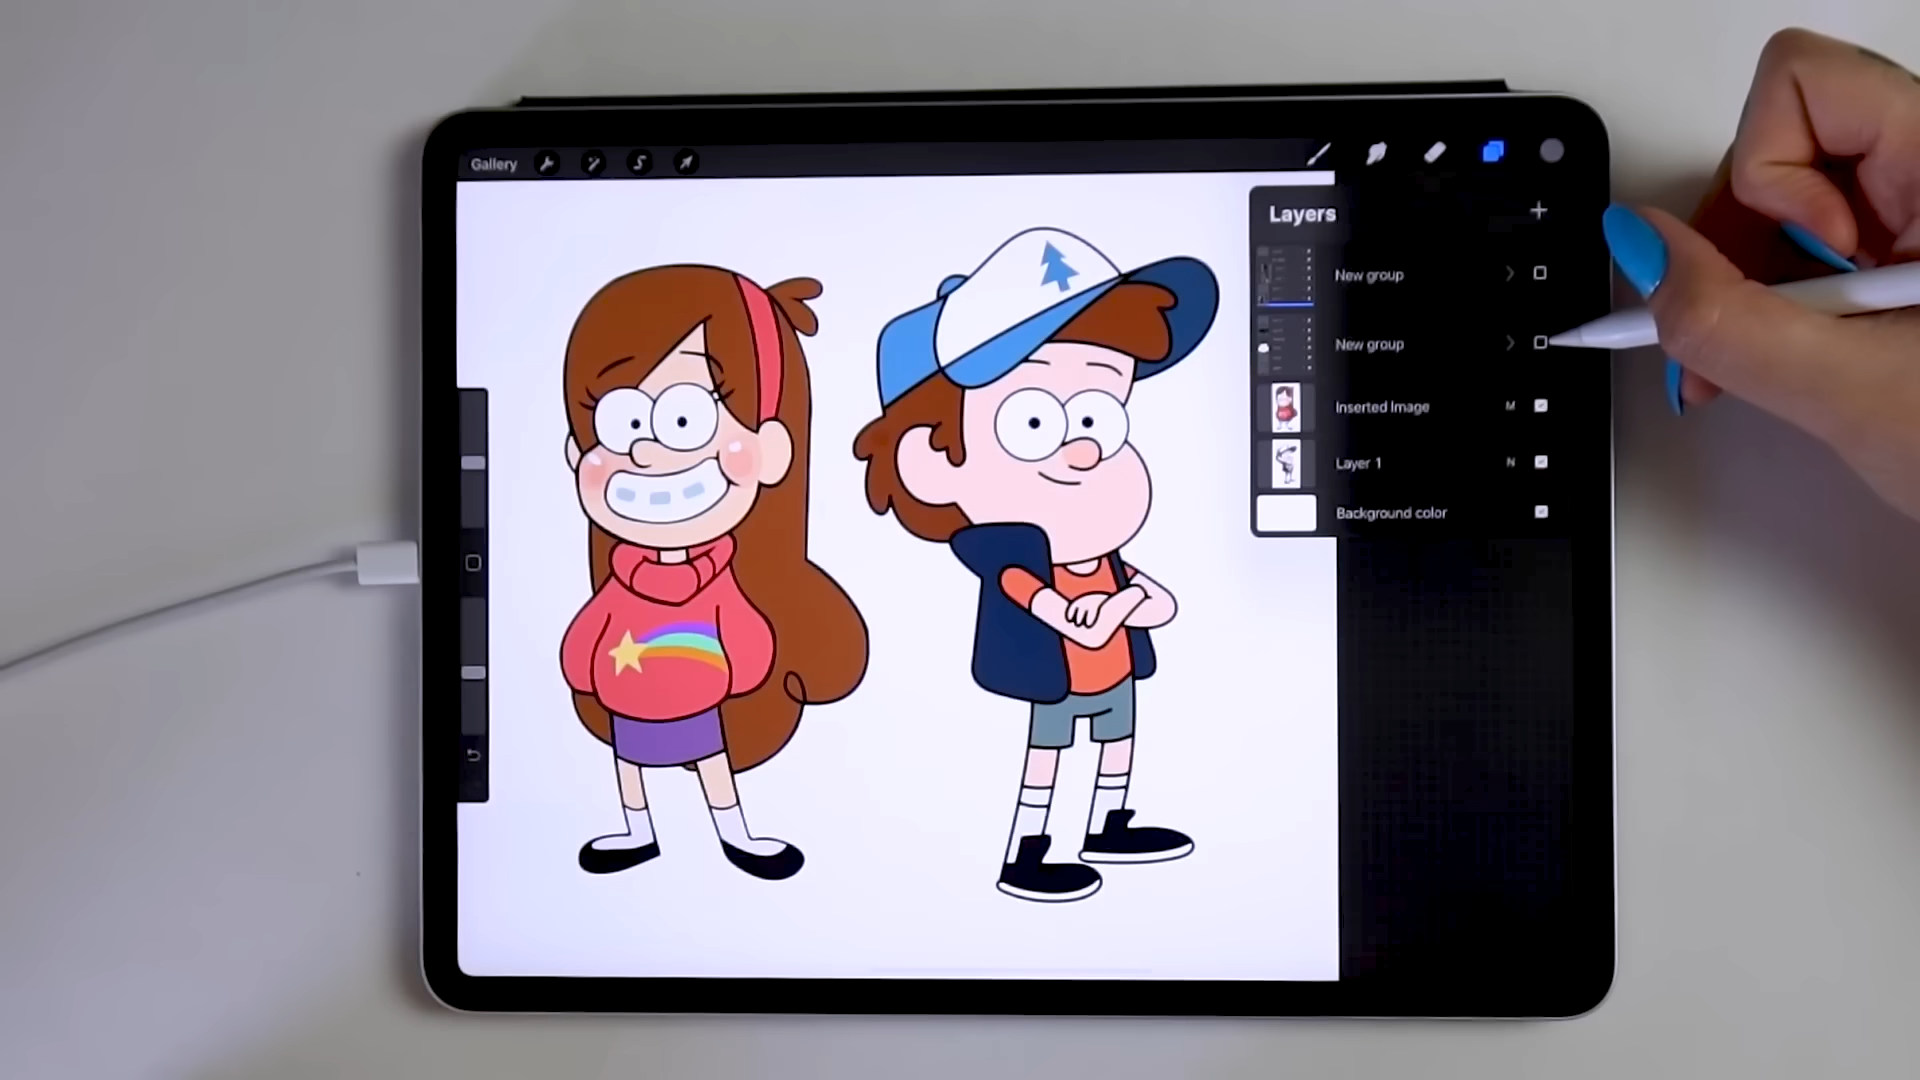 Gallery
Layers
New group
New group
Inserted Image M
Layer 1 N
Background color